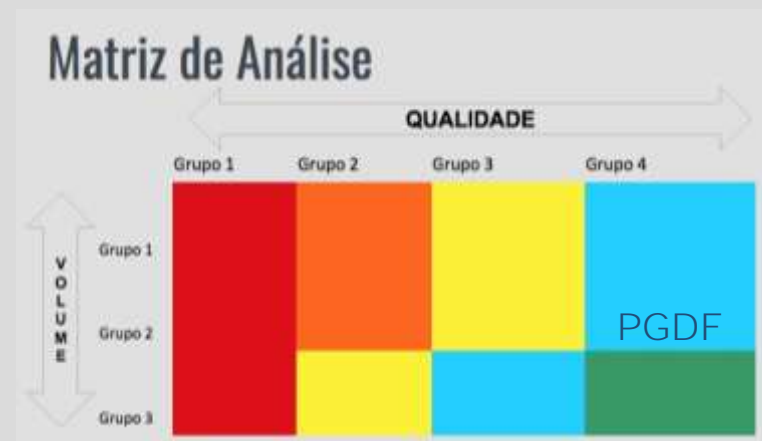 Matriz de Análise
QUALIDADE
Grupo 1 Grupo 2 Grupo 3 Grupo 4
VOLUME
Grupo 1
Grupo 2
PGDF
Grupo 3